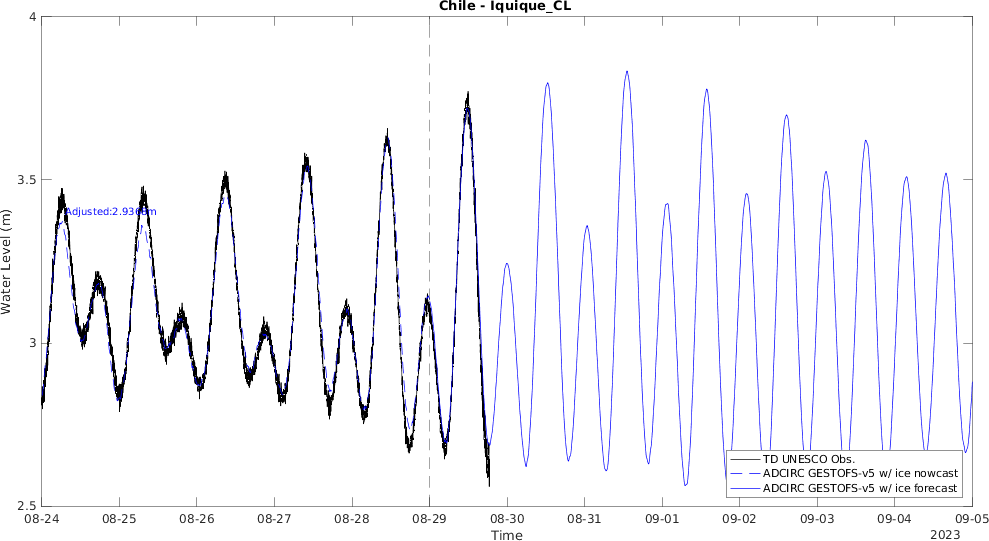 Chile - Iquique_CL
4
3.5
3
2.5
Water Level (m)
Adjusted:2.9366m
TD UNESCO Obs.
ADCIRC GESTOFS-v5 w/ ice nowcast
ADCIRC GESTOFS-v5 w/ ice forecast
08-24 08-25 08-26 08-27 08-28 08-29 08-30 08-31 09-01 09-02 09-03 09-04 09-05
Time
2023